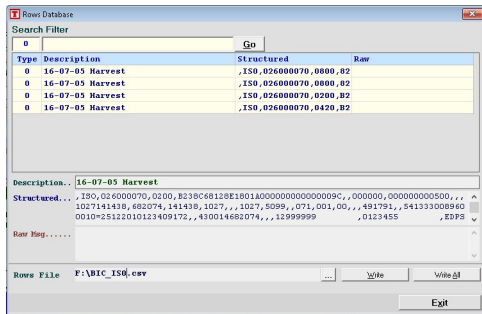 Rows Database
Search Filter
0 Go
Type Description Structured Raw
0 16-07-05 Harvest ,ISO,026000070,0800,82
0 16-07-05 Harvest ,ISO,026000070,0800,82
0 16-07-05 Harvest ,ISO,026000070,0200,B2
0 16-07-05 Harvest ,ISO,026000070,0420,B2
Description.. 16-07-05 Harvest
Structured... ,ISO,026000070,0200,B238C68128E1801A000000000000009C,,000000,000000000500,,,
1027141438,682074,141438,1027,,,1027,5099,,071,001,00,,,491791,,541333008960
0010=25122010123409172,,430014682074,,,12999999 ,0123455 ,EDPS
Raw Msg......
Rows File F:\BIC_ISO.csv ... Write Write All
Exit